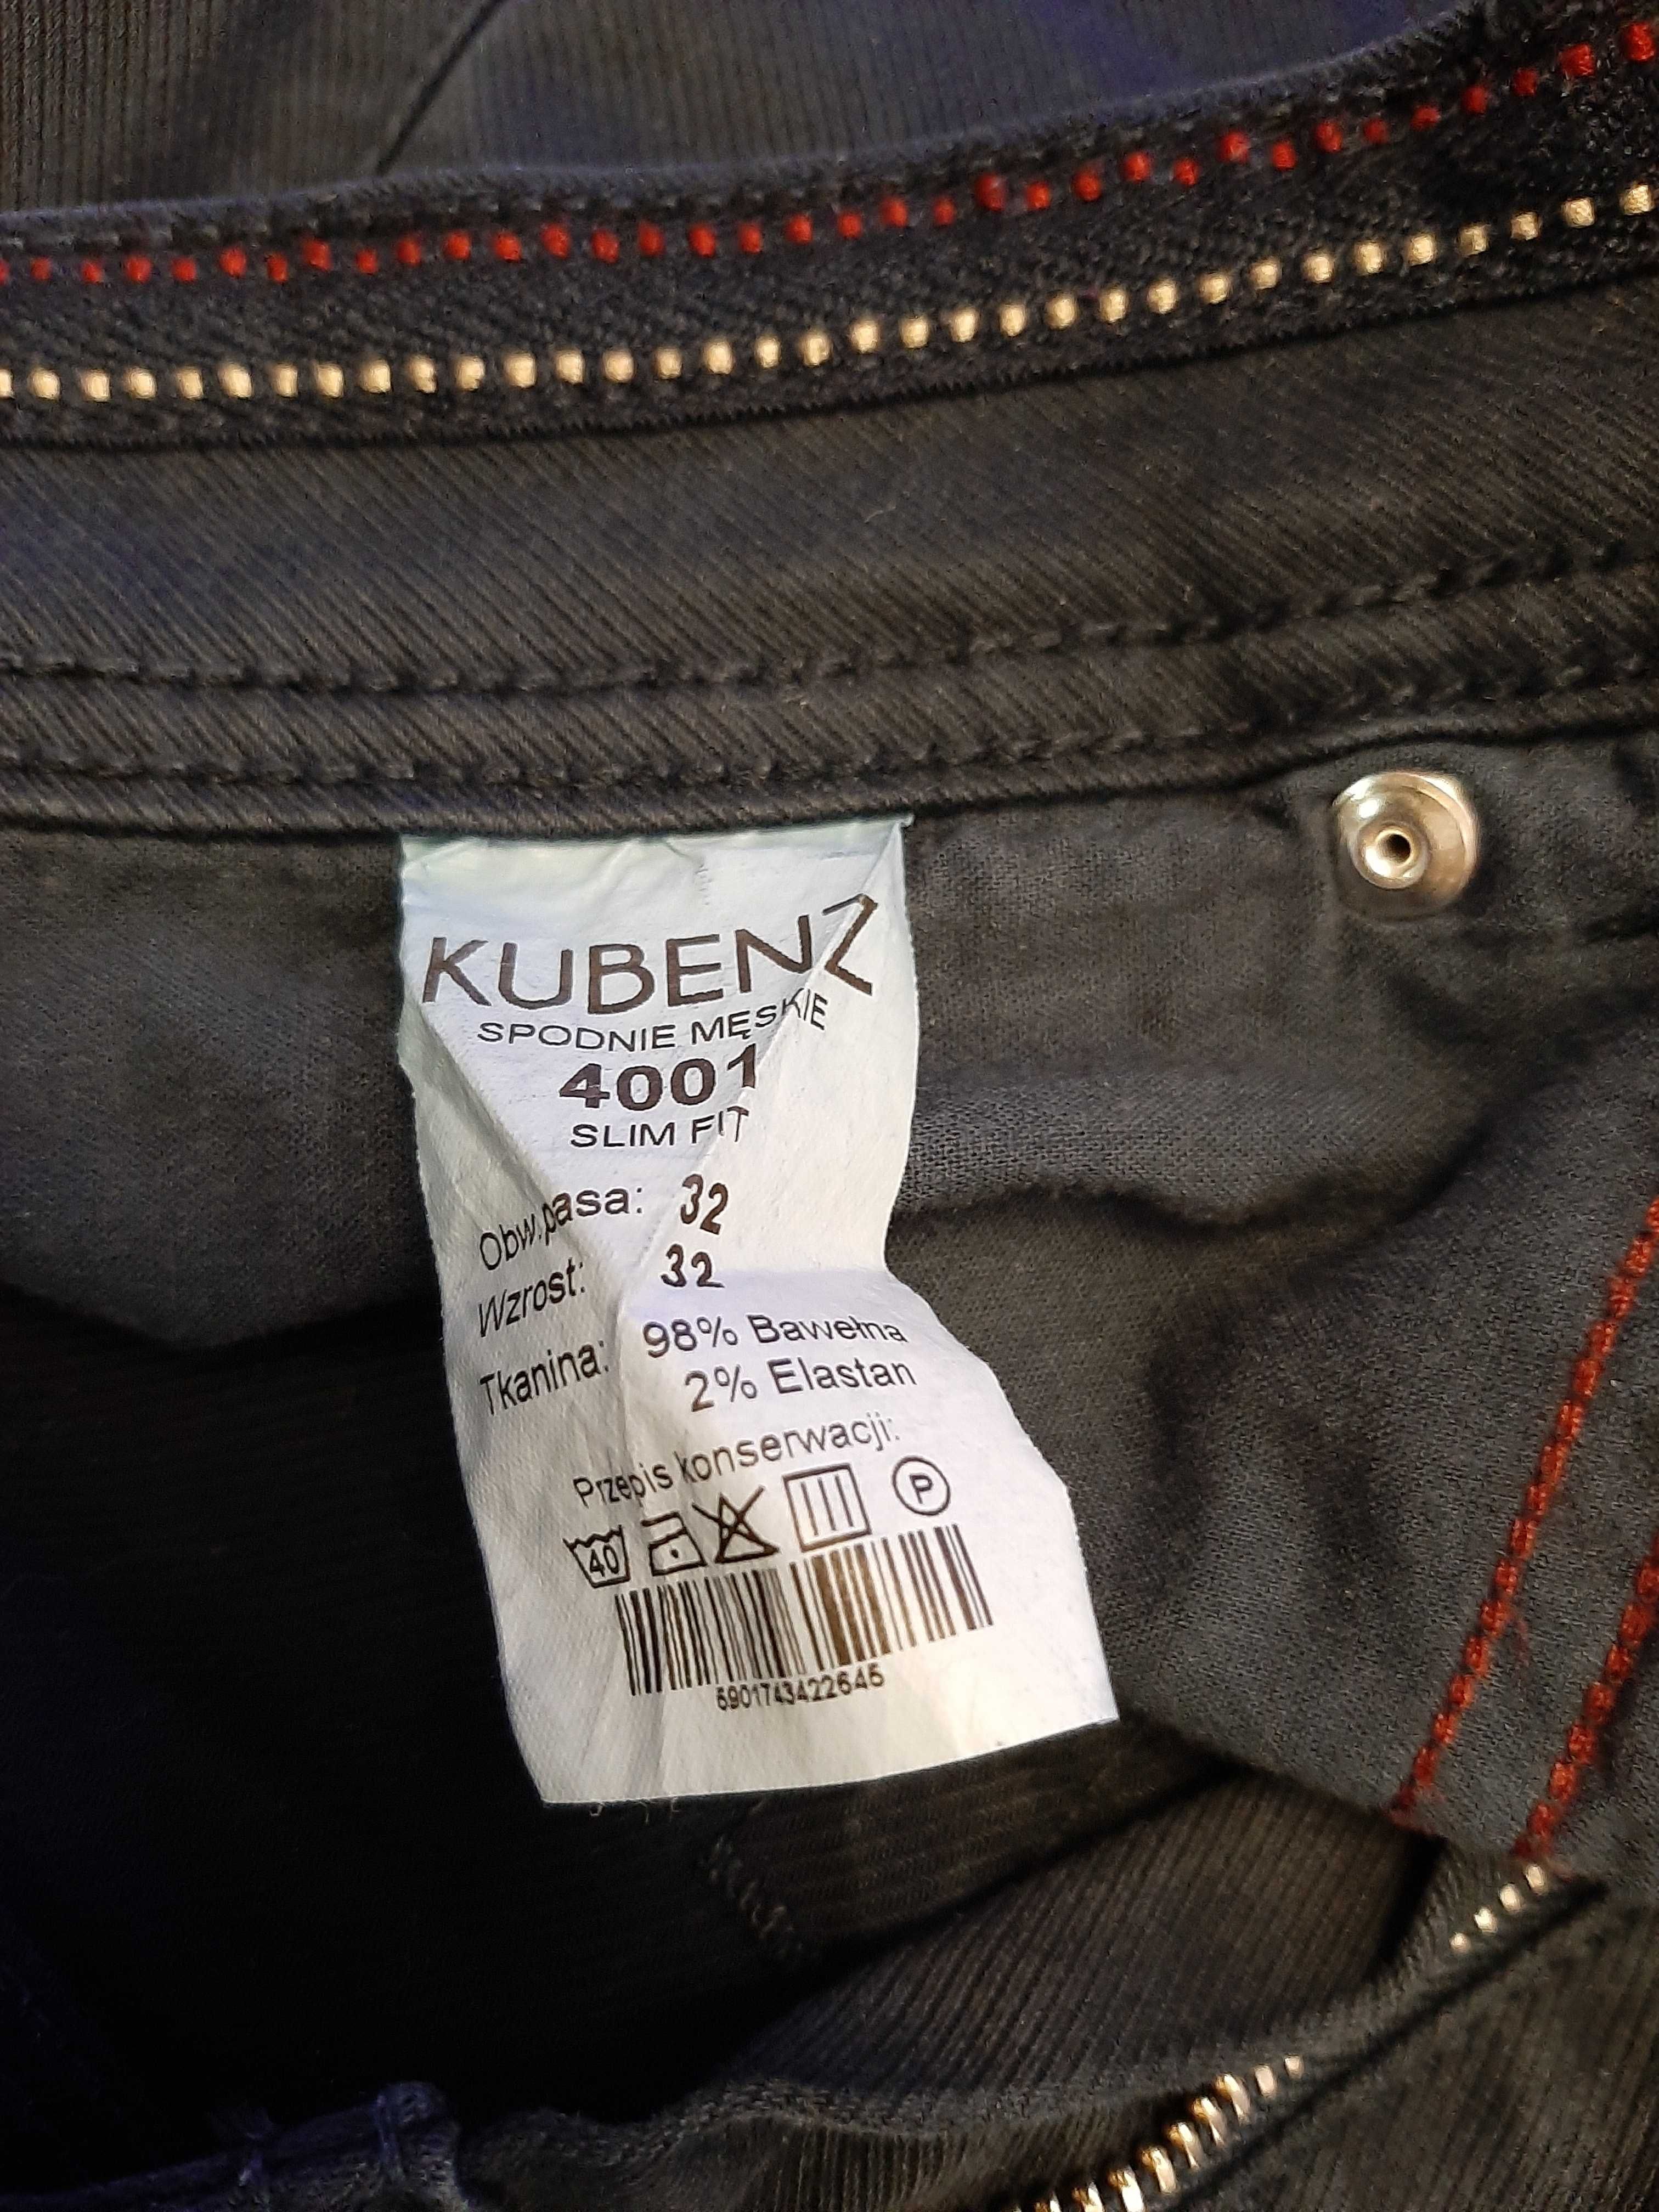 KUBENZ
SPODNIE MĘSKIE
4001
SLIM FIT
Obw.pasa: 32
Wzrost: 32
Tkanina: 98% Bawełna
2% Elastan
Przepis konserwacji:
40 P
5901743422645